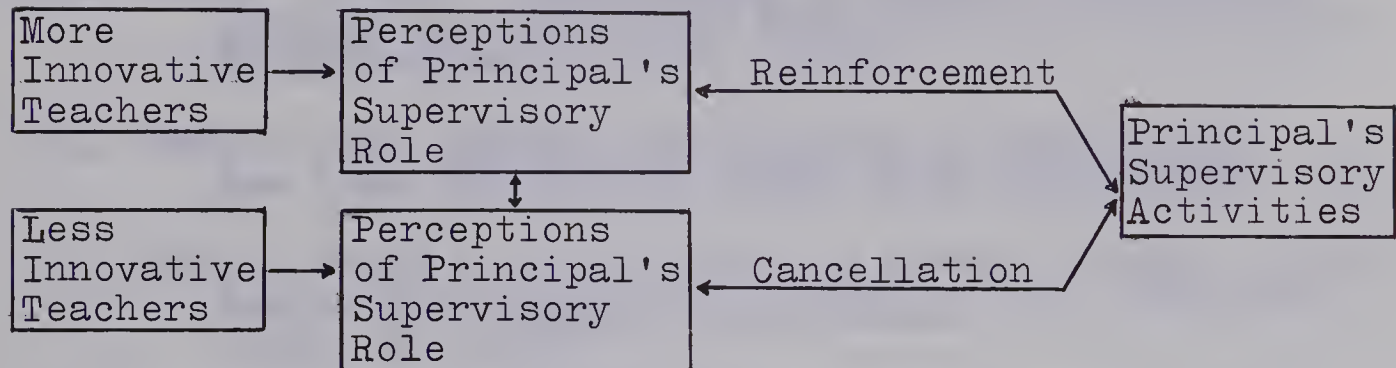 More
Innovative
Teachers
Perceptions
of Principal's
Supervisory
Role
Reinforcement
Principal's
Supervisory
Activities
Less
Innovative
Teachers
Perceptions
of Principal's
Supervisory
Role
Cancellation